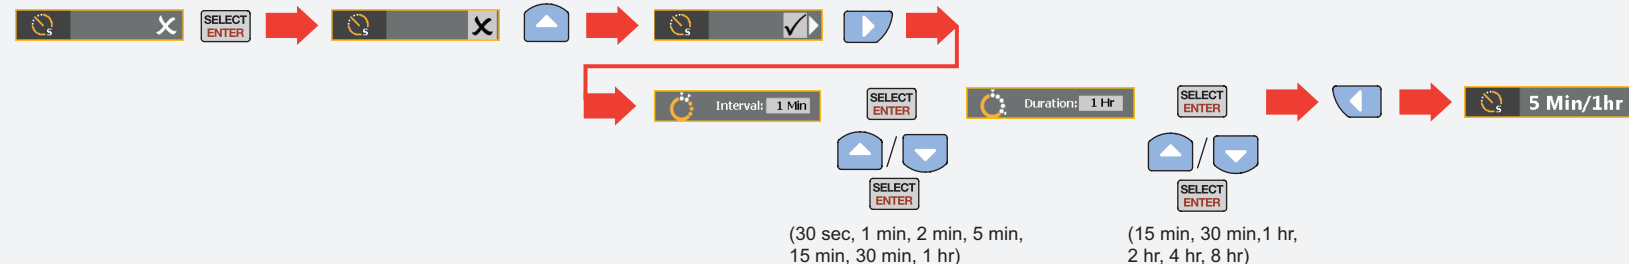 s
SELECT
ENTER
s
s
Interval: 1 Min
SELECT
ENTER
/
SELECT
ENTER
(30 sec, 1 min, 2 min, 5 min,
15 min, 30 min, 1 hr)
Duration: 1 Hr
SELECT
ENTER
/
SELECT
ENTER
(15 min, 30 min,1 hr,
2 hr, 4 hr, 8 hr)
s
5 Min/1hr